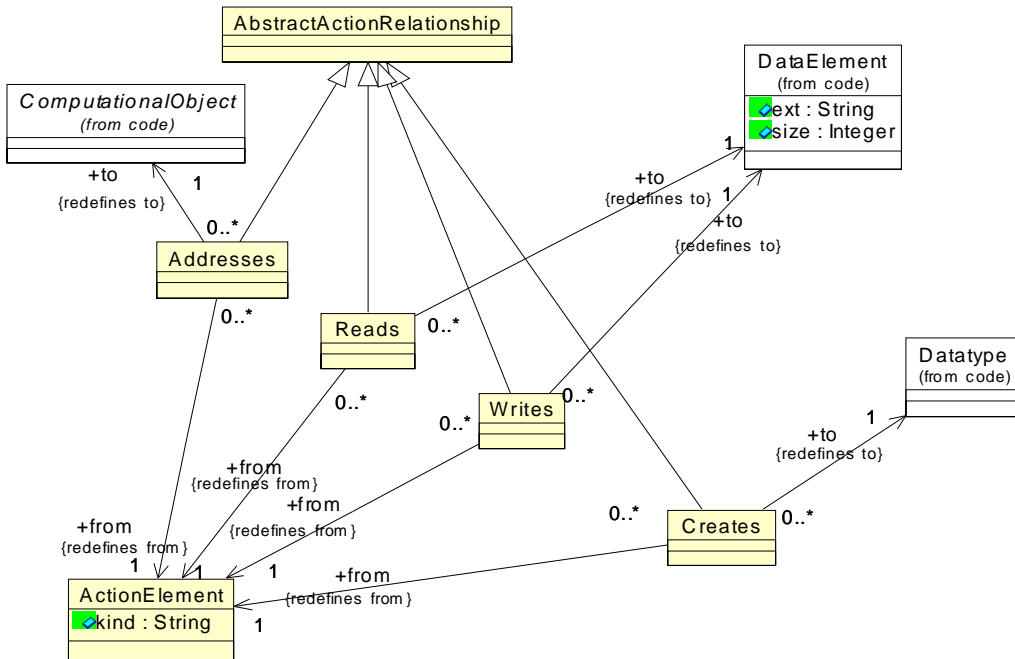 AbstractActionRelationship
ComputationalObject
(from code)
DataElement
(from code)
ext : String
size : Integer
+to
{redefines to}
1
0..*
Addresses
0..*
1
+to
{redefines to}
1
+to
{redefines to}
Reads
0..*
0..*
Datatype
(from code)
Writes
0..*
0..*
1
+to
{redefines to}
+from
{redefines from}
+from
{redefines from}
+from
{redefines from}
0..*
Creates
0..*
1
1
1
+from
{redefines from}
1
ActionElement
kind : String